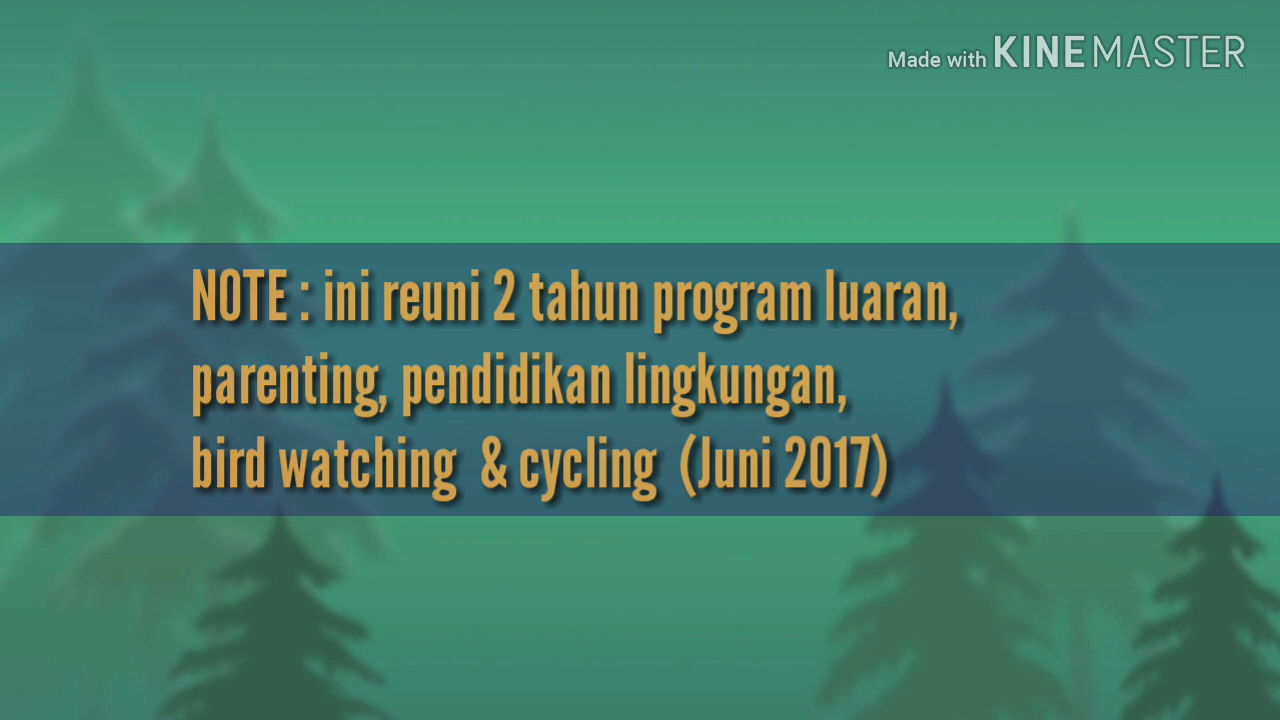 Made with KINEMASTER
NOTE : ini reuni 2 tahun program luaran,
parenting, pendidikan lingkungan,
bird watching & cycling (Juni 2017)